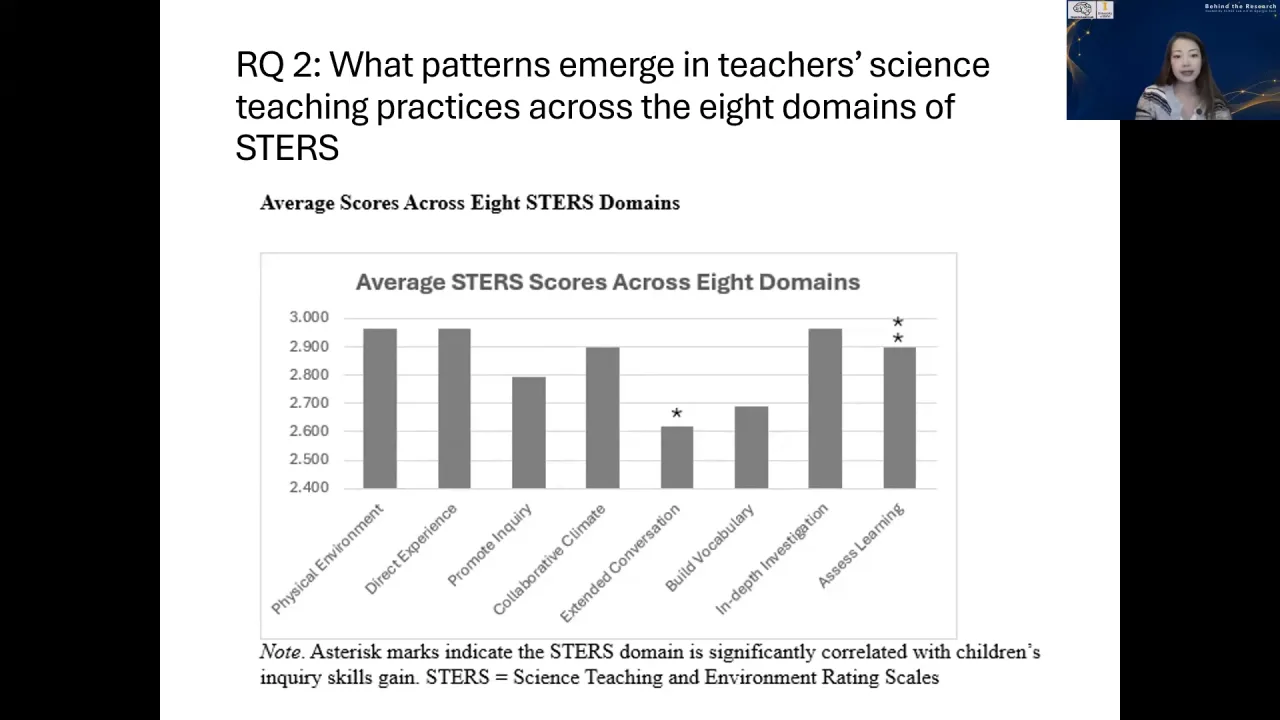 RQ 2: What patterns emerge in teachers’ science
teaching practices across the eight domains of
STERS
Average Scores Across Eight STERS Domains
Average STERS Scores Across Eight Domains
3.000
2.900
2.800
2.700
2.600
2.500
2.400
*
*
*
Physical Environment
Direct Experience
Promote Inquiry
Collaborative Climate
Extended Conversation
Build Vocabulary
In-depth Investigation
Assess Learning
Note. Asterisk marks indicate the STERS domain is significantly correlated with children’s
inquiry skills gain. STERS = Science Teaching and Environment Rating Scales
Behind the Research